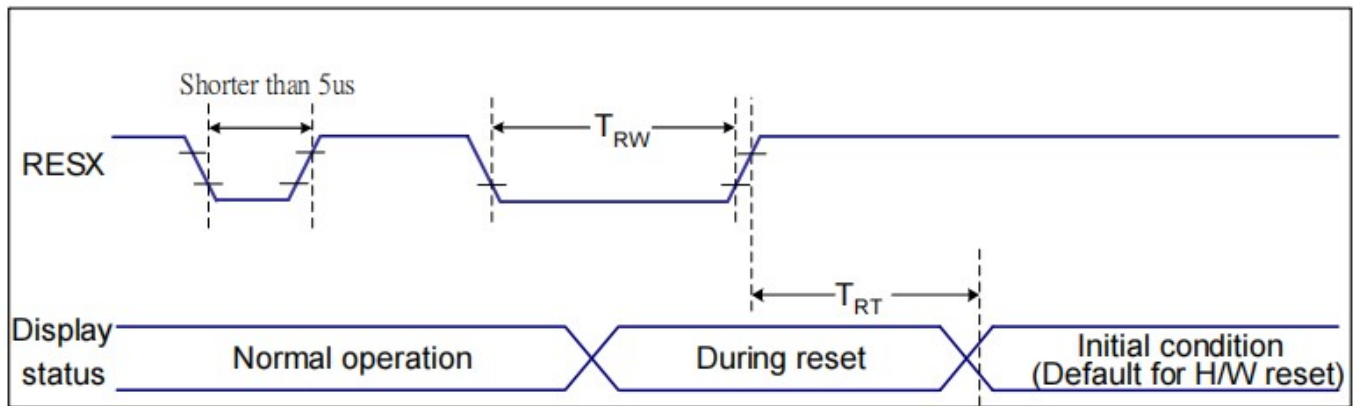 Shorter than 5us
TRW
RESX
TRT
Display
status
Normal operation
During reset
Initial condition
(Default for H/W reset)